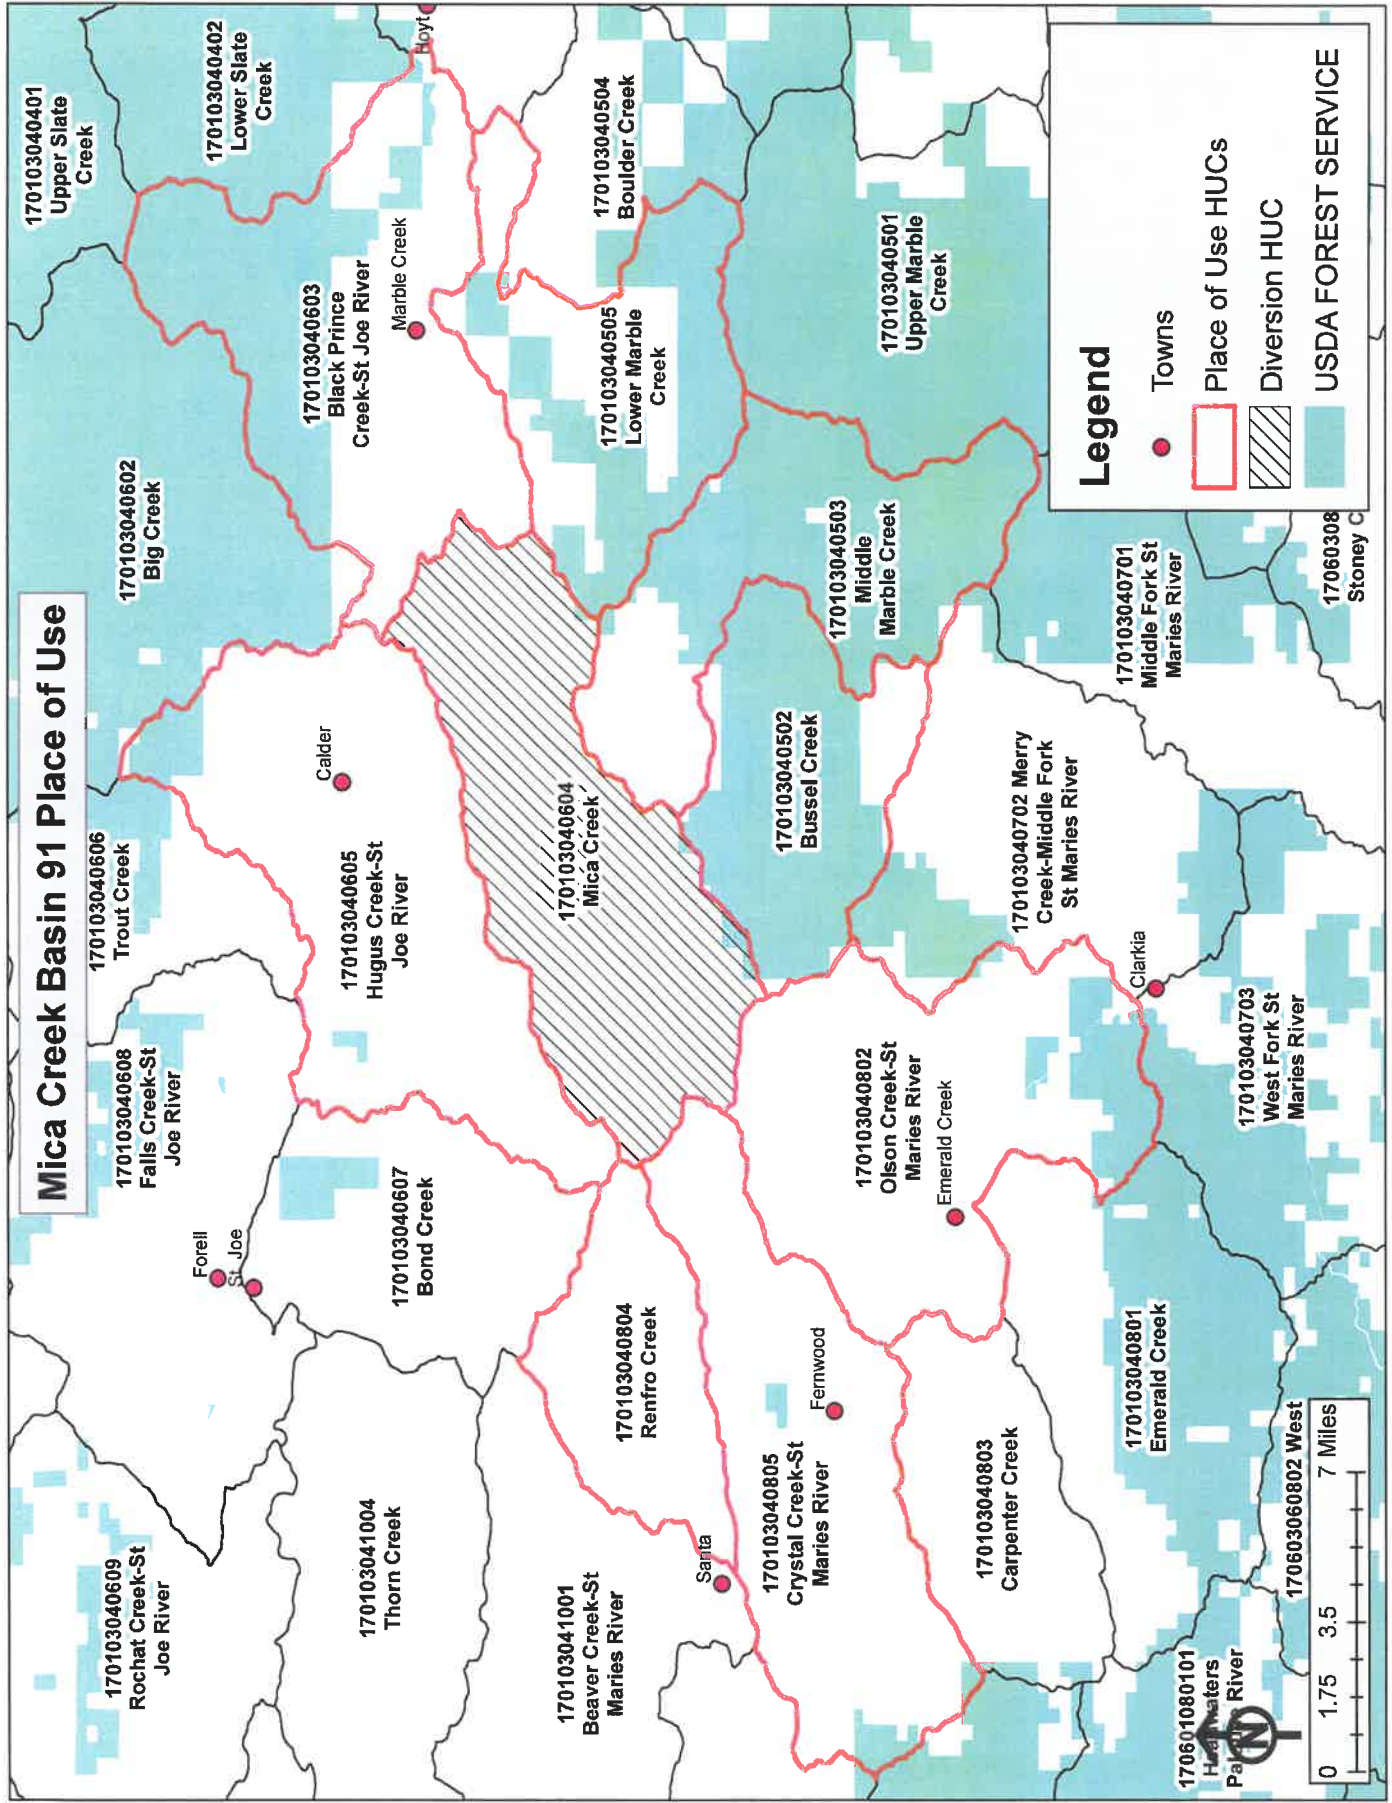 Mica Creek Basin 91 Place of Use
170103040401
Upper Slate
Creek
170103040402
Lower Slate
Creek
Hoyt
170103040602
Big Creek
170103040603
Black Prince
Creek-St Joe River
Marble Creek
170103040504
Boulder Creek
170103040505
Lower Marble
Creek
170103040501
Upper Marble
Creek
170103040606
Trout Creek
Calder
170103040605
Hugus Creek-St
Joe River
170103040604
Mica Creek
170103040503
Middle
Marble Creek
170103040502
Bussel Creek
170103040701
Middle Fork St
Maries River
17060308
Stoney C
170103040702 Merry
Creek-Middle Fork
St Maries River
170103040608
Falls Creek-St
Joe River
Forell
St. Joe
170103040607
Bond Creek
170103040802
Olson Creek-St
Maries River
Emerald Creek
Clarkia
170103040703
West Fork St
Maries River
170103040609
Rochat Creek-St
Joe River
170103041004
Thorn Creek
170103040804
Renfro Creek
170103041001
Beaver Creek-St
Maries River
Santa
170103040805
Crystal Creek-St
Maries River
Fernwood
170103040803
Carpenter Creek
170103040801
Emerald Creek
170603060802 West
170601080101
River
N
0 1.75 3.5 7 Miles
Legend
Towns
Place of Use HUCs
Diversion HUC
USDA FOREST SERVICE